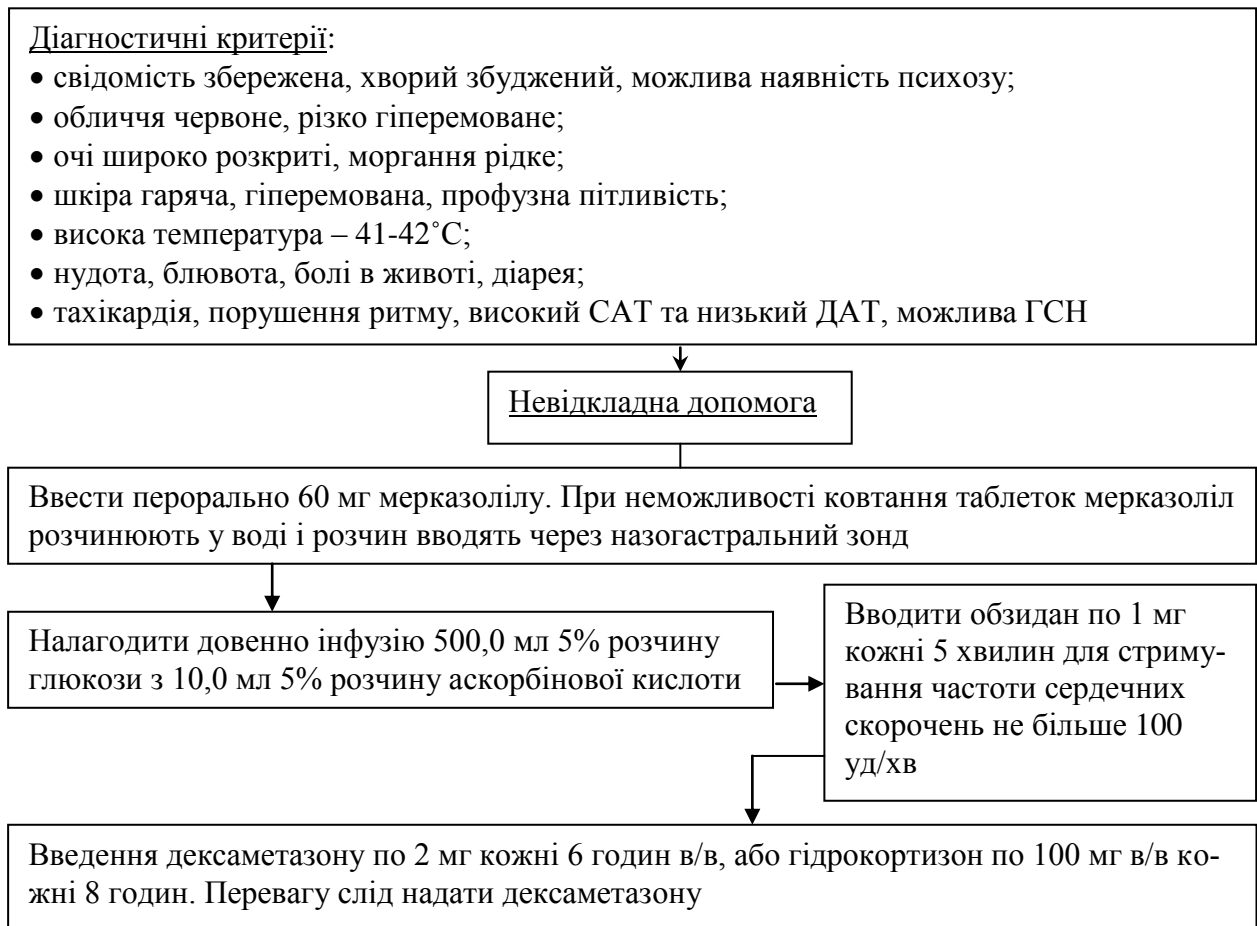 Діагностичні критерії:
• свідомість збережена, хворий збуджений, можлива наявність психозу;
• обличчя червоне, різко гіперемоване;
• очі широко розкриті, моргання рідке;
• шкіра гаряча, гіперемована, профузна пітливість;
• висока температура – 41-42˚С;
• нудота, блювота, болі в животі, діарея;
• тахікардія, порушення ритму, високий САТ та низький ДАТ, можлива ГСН
Невідкладна допомога
Ввести перорально 60 мг мерказолілу. При неможливості ковтання таблеток мерказоліл
розчинюють у воді і розчин вводять через назогастральний зонд
Налагодити довенно інфузію 500,0 мл 5% розчину
глюкози з 10,0 мл 5% розчину аскорбінової кислоти
Вводити обзидан по 1 мг
кожні 5 хвилин для стриму-
вання частоти сердечних
скорочень не більше 100
уд/хв
Введення дексаметазону по 2 мг кожні 6 годин в/в, або гідрокортизон по 100 мг в/в ко-
жні 8 годин. Перевагу слід надати дексаметазону